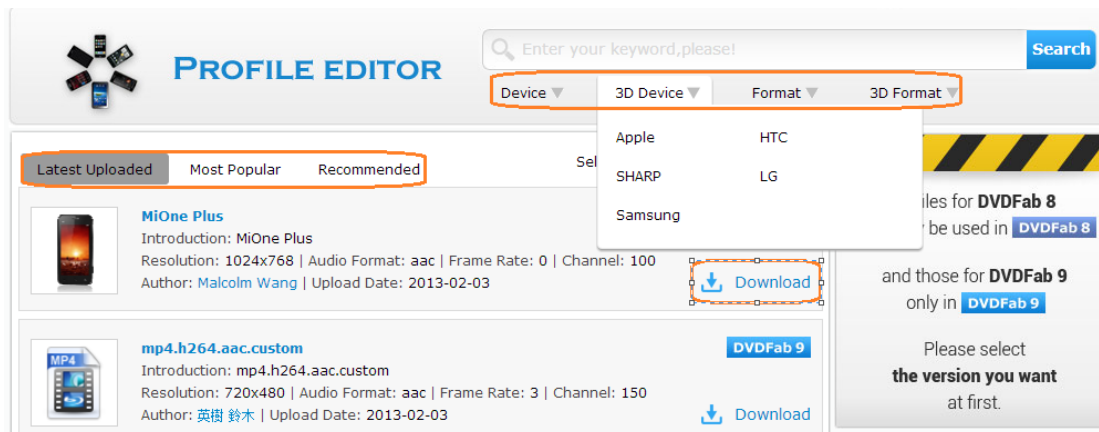 PROFILE EDITOR
Enter your keyword,please!
Search
Device
3D Device
Format
3D Format
Apple HTC
SHARP LG
Samsung
Latest Uploaded Most Popular Recommended
Sel
MiOne Plus
Introduction: MiOne Plus
Resolution: 1024x768 | Audio Format: aac | Frame Rate: 0 | Channel: 100
Author: Malcolm Wang | Upload Date: 2013-02-03
Download
MP4
mp4.h264.aac.custom
DVDFab 9
Introduction: mp4.h264.aac.custom
Resolution: 720x480 | Audio Format: aac | Frame Rate: 3 | Channel: 150
Author: 英樹 鈴木 | Upload Date: 2013-02-03
Download
iles for DVDFab 8
be used in DVDFab 8
and those for DVDFab 9
only in DVDFab 9
Please select
the version you want
at first.